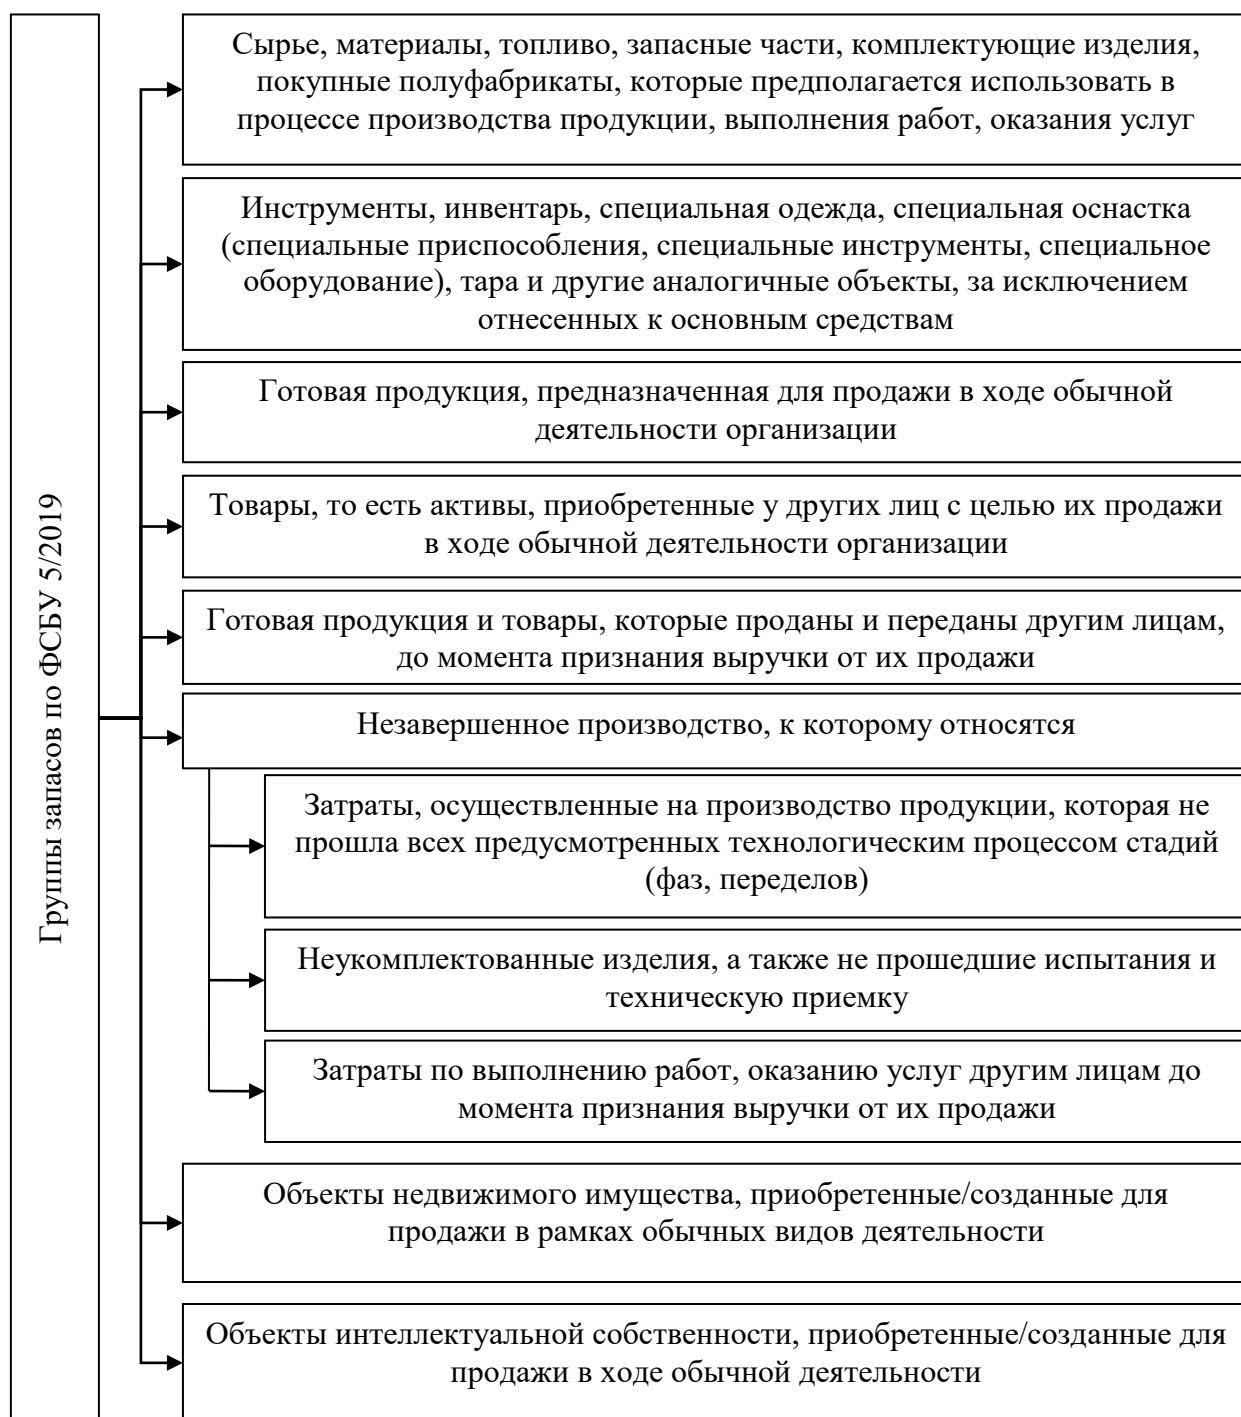 Группы запасов по ФСБУ 5/2019
Сырье, материалы, топливо, запасные части, комплектующие изделия,
покупные полуфабрикаты, которые предполагается использовать в
процессе производства продукции, выполнения работ, оказания услуг
Инструменты, инвентарь, специальная одежда, специальная оснастка
(специальные приспособления, специальные инструменты, специальное
оборудование), тара и другие аналогичные объекты, за исключением
отнесенных к основным средствам
Готовая продукция, предназначенная для продажи в ходе обычной
деятельности организации
Товары, то есть активы, приобретенные у других лиц с целью их продажи
в ходе обычной деятельности организации
Готовая продукция и товары, которые проданы и переданы другим лицам,
до момента признания выручки от их продажи
Незавершенное производство, к которому относятся
Затраты, осуществленные на производство продукции, которая не
прошла всех предусмотренных технологическим процессом стадий
(фаз, переделов)
Неукомплектованные изделия, а также не прошедшие испытания и
техническую приемку
Затраты по выполнению работ, оказанию услуг другим лицам до
момента признания выручки от их продажи
Объекты недвижимого имущества, приобретенные/созданные для
продажи в рамках обычных видов деятельности
Объекты интеллектуальной собственности, приобретенные/созданные для
продажи в ходе обычной деятельности